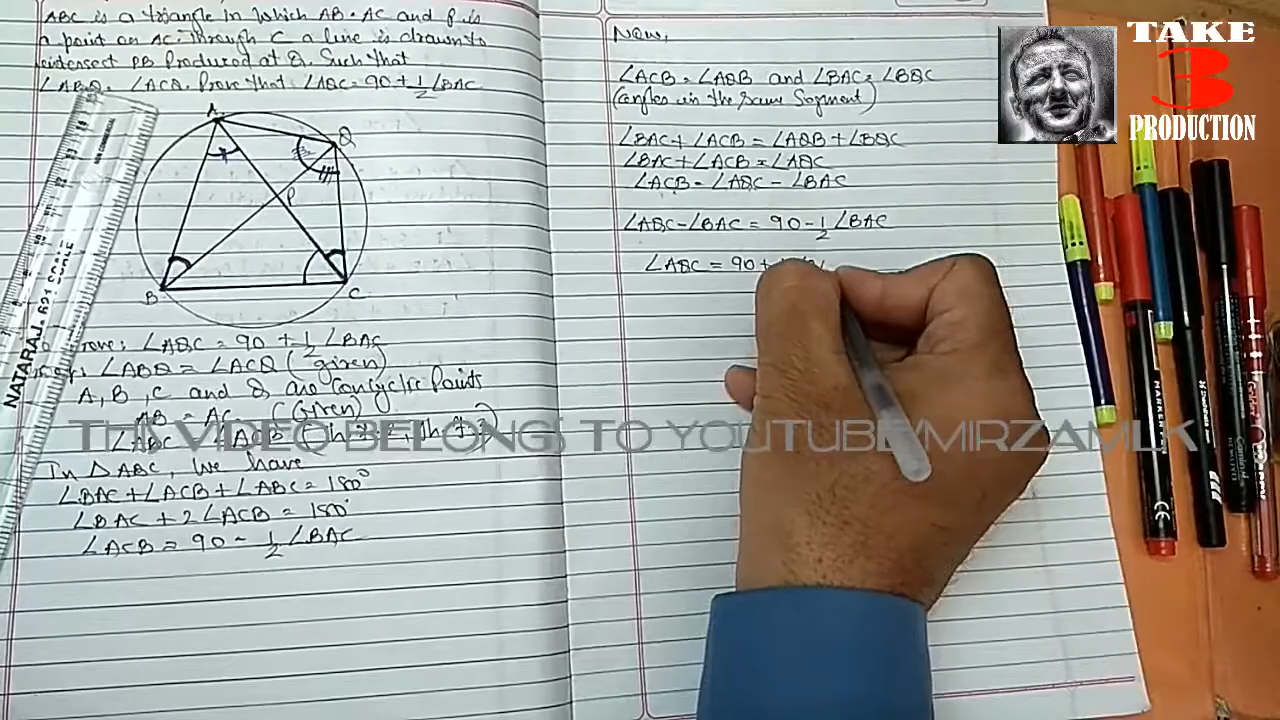 ABC is a triangle in which AB = AC and P is
a point on AC. Through C a line is drawn to
intersect PB Produced at Q. Such that
∠ABQ = ∠ACQ. Prove that: ∠AQC = 90 + 1/2 ∠BAC
A
Q
P
B
C
Prove: ∠AQC = 90 + 1/2 ∠BAC
∠ABQ = ∠ACQ (given)
A, B, C and Q are Concyclic Points
AB = AC (Given)
∠ABC ∠ACB
In △ABC, We have
∠BAC + ∠ACB + ∠ABC = 180°
∠BAC + 2∠ACB = 180°
∠ACB = 90 - 1/2 ∠BAC
NATARAJ 621 SCALE
Now,
∠ACB = ∠AQB and ∠BAC = ∠BQC
(angles in the same Segment)
∠BAC + ∠ACB = ∠AQB + ∠BQC
∠BAC + ∠ACB = ∠AQC
∠ACB = ∠AQC - ∠BAC
∠AQC - ∠BAC = 90 - 1/2 ∠BAC
∠AQC = 90 +
TAKE
3
PRODUCTION
THIS VIDEO BELONGS TO YOUTUBE/MIRZAMLK
MARKER